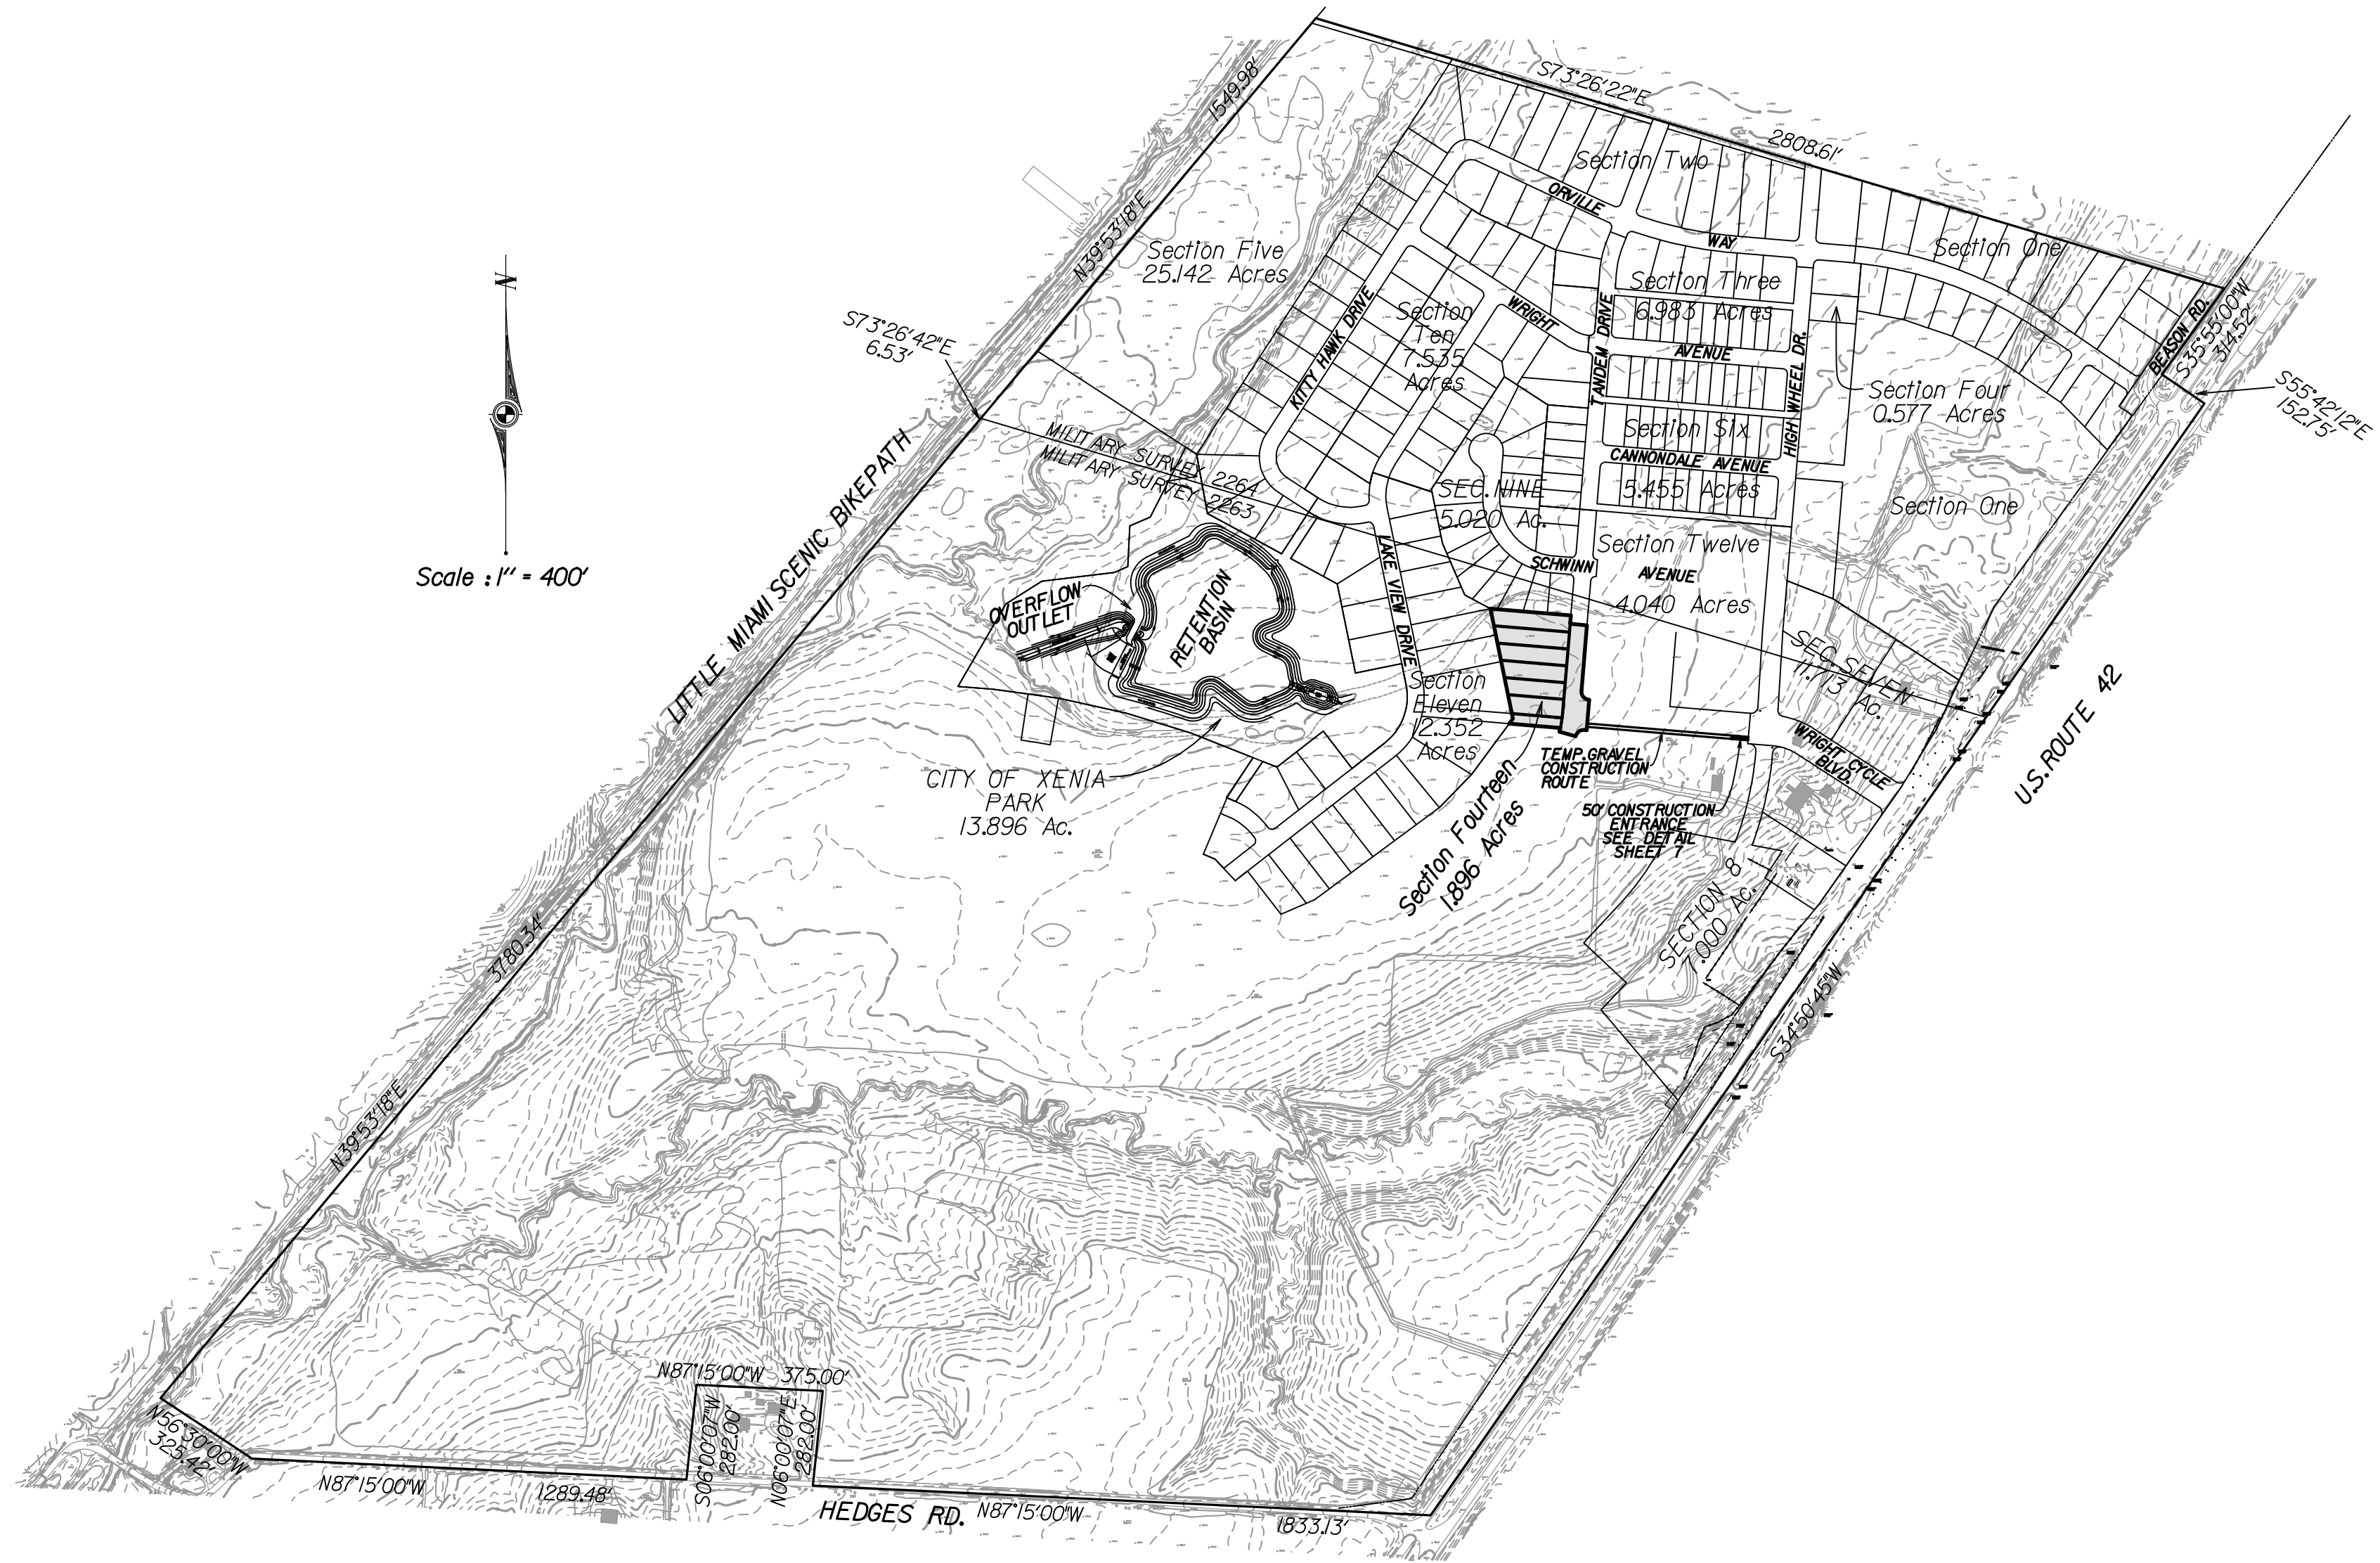 S73°26'22"E
2808.61'
1549.98'
N39°53'18"E
Section Two
ORVILLE
WAY
Section One
Section Five
25.142 Acres
Section Three
6.983 Acres
KITTY HAWK DRIVE
Section
Ten
7.535
Acres
WRIGHT
AVENUE
TANDEM DRIVE
HIGH WHEEL DR.
BEASON RD.
S35°55'00"W
314.52'
S55°42'12"E
152.75'
N
Scale : 1" = 400'
S73°26'42"E
6.53'
Section Four
0.577 Acres
Section Six
CANNONDALE AVENUE
5.455 Acres
MILITARY SURVEY 2264
MILITARY SURVEY 2263
SEC. NINE
5.020 Ac.
Section One
LITTLE MIAMI SCENIC BIKEPATH
LAKE VIEW DRIVE
SCHWINN
AVENUE
Section Twelve
4.040 Acres
OVERFLOW
OUTLET
RETENTION
BASIN
SEC. SEVEN
11.773 Ac.
U.S. ROUTE 42
Section
Eleven
12.352
Acres
WRIGHT CYCLE
BLVD.
TEMP. GRAVEL
CONSTRUCTION
ROUTE
CITY OF XENIA
PARK
13.896 Ac.
50' CONSTRUCTION
ENTRANCE
SEE DETAIL
SHEET 7
Section Fourteen
1.896 Acres
SECTION 8
.000 Ac.
3780.34'
S34°50'45"W
N39°53'18"E
N87°15'00"W 375.00'
S06°00'07"W
282.00'
N06°00'07"E
282.00'
N56°30'00"W
325.42'
N87°15'00"W
1289.48'
HEDGES RD.
N87°15'00"W
1833.13'